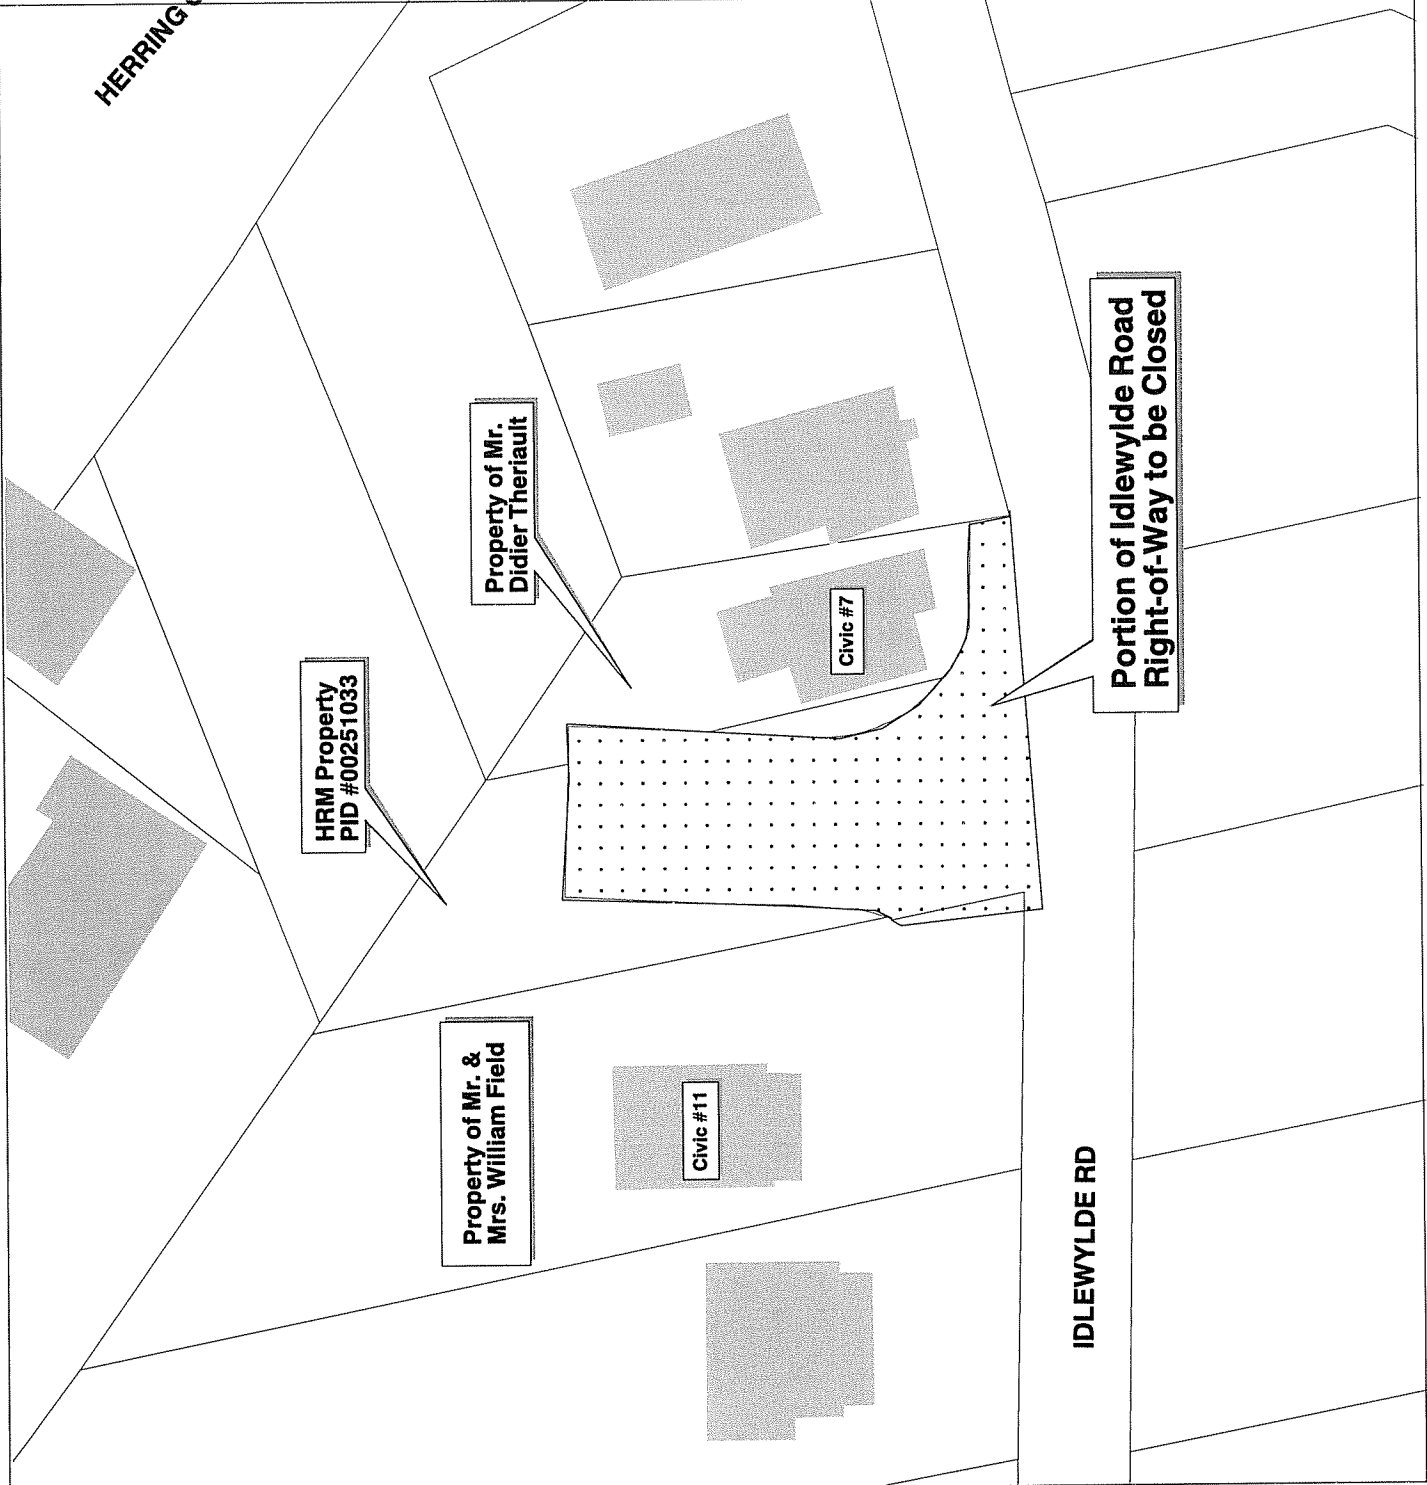 HERRING
HRM Property
PID #00251033
Property of Mr.
Didier Theriault
Property of Mr. &
Mrs. William Field
Civic #11
Civic #7
IDLEWYLDE RD
Portion of Idlewylde Road
Right-of-Way to be Closed